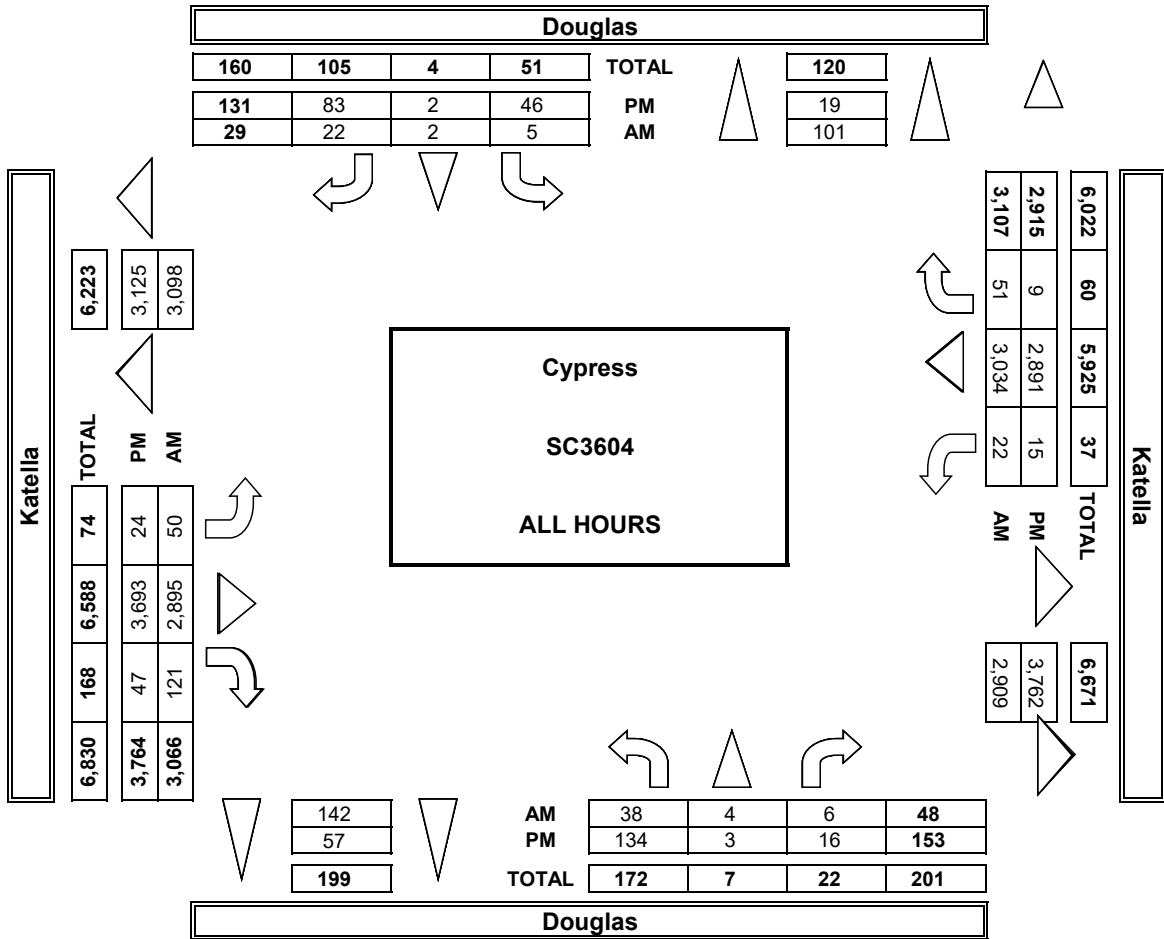 Douglas
160 105 4 51 TOTAL 120
131 83 2 46 PM 19
29 22 2 5 AM 101
Katella
6,223 3,125 3,098
TOTAL PM AM
74 24 50
6,588 3,693 2,895
168 47 121
6,830 3,764 3,066
Cypress
SC3604
ALL HOURS
3,107 2,915 6,022
51 9 60
3,034 2,891 5,925
22 15 37
AM PM TOTAL
2,909 3,762 6,671
Katella
142 AM 38 4 6 48
57 PM 134 3 16 153
199 TOTAL 172 7 22 201
Douglas